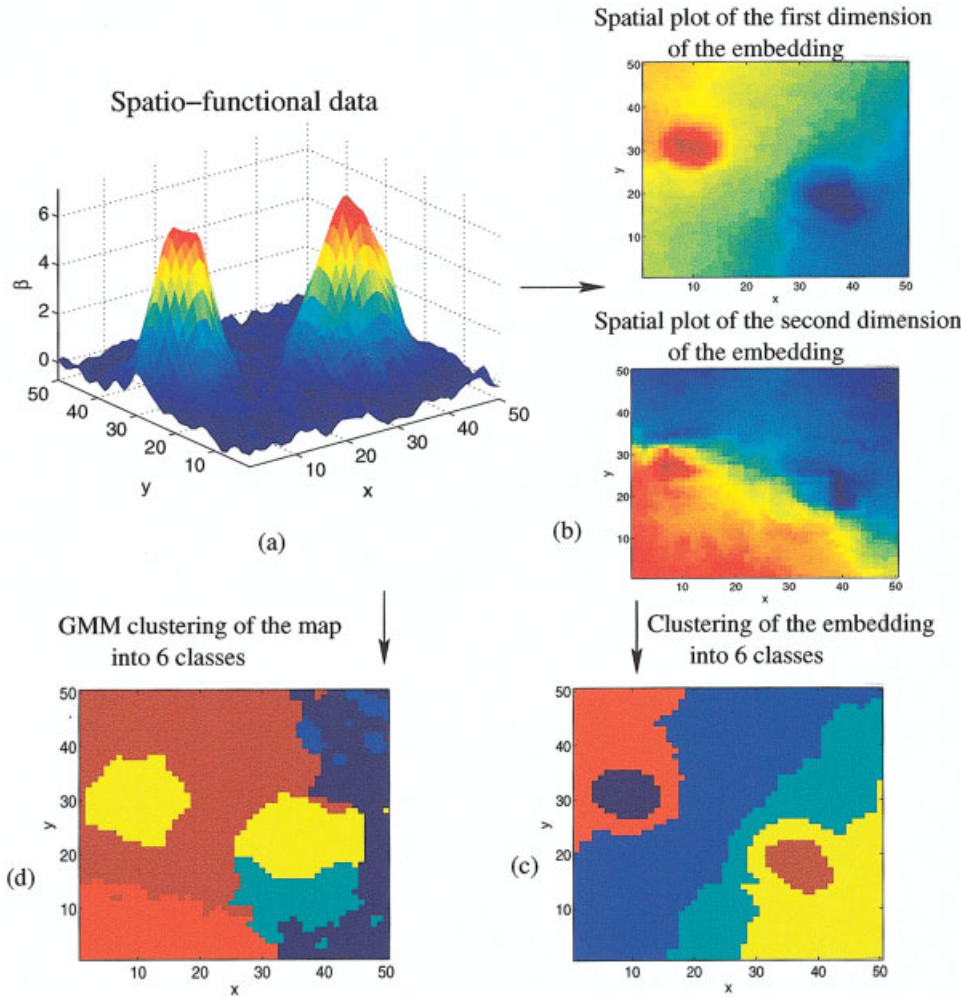 Spatial plot of the first dimension
of the embedding
Spatio-functional data
50
40
30
20
10
y
10 20 30 40 50
x
6
4
2
0
β
50
40
30
20
10
y
10
20
30
40
50
x
(a)
Spatial plot of the second dimension
of the embedding
50
40
30
20
10
y
10 20 30 40 50
x
(b)
GMM clustering of the map
into 6 classes
Clustering of the embedding
into 6 classes
50
40
30
20
10
y
10 20 30 40 50
x
(d)
50
40
30
20
10
y
10 20 30 40 50
x
(c)